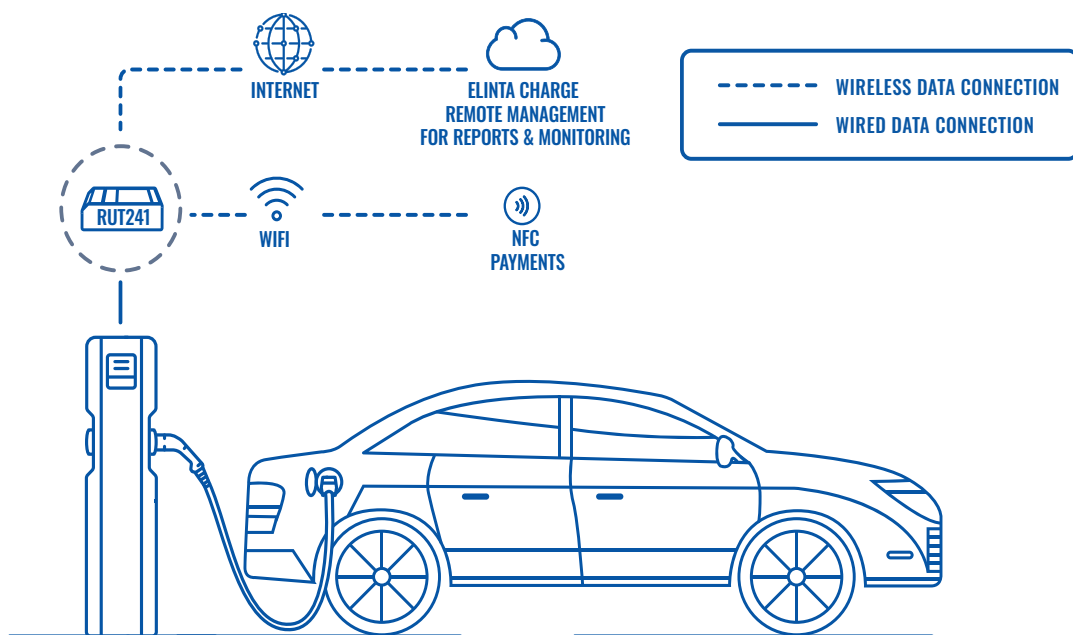 INTERNET
ELINTA CHARGE
REMOTE MANAGEMENT
FOR REPORTS & MONITORING
WIRELESS DATA CONNECTION
WIRED DATA CONNECTION
RUT241
WIFI
NFC
PAYMENTS